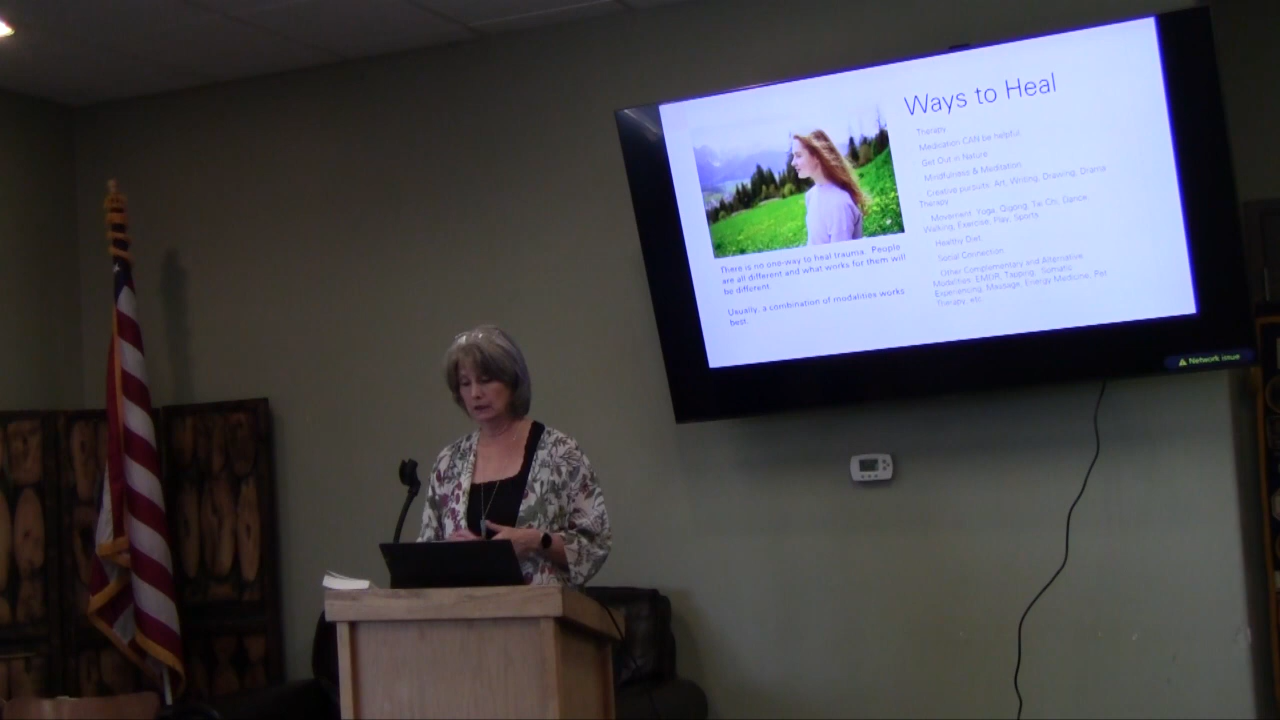 Ways to Heal
Therapy
Medication CAN be helpful.
Get Out in Nature
Mindfulness & Meditation
Creative pursuits: Art, Writing, Drawing, Drama
Therapy
Movement: Yoga, Qigong, Tai Chi, Dance,
Walking, Exercise, Play, Sports
Healthy Diet
Social Connection
Other Complementary and Alternative
Modalities: EMDR, Tapping, Somatic
Experiencing, Massage, Energy Medicine, Pet
Therapy, etc.
There is no one-way to heal trauma. People
are all different and what works for them will
be different.
Usually, a combination of modalities works
best.
Network issue